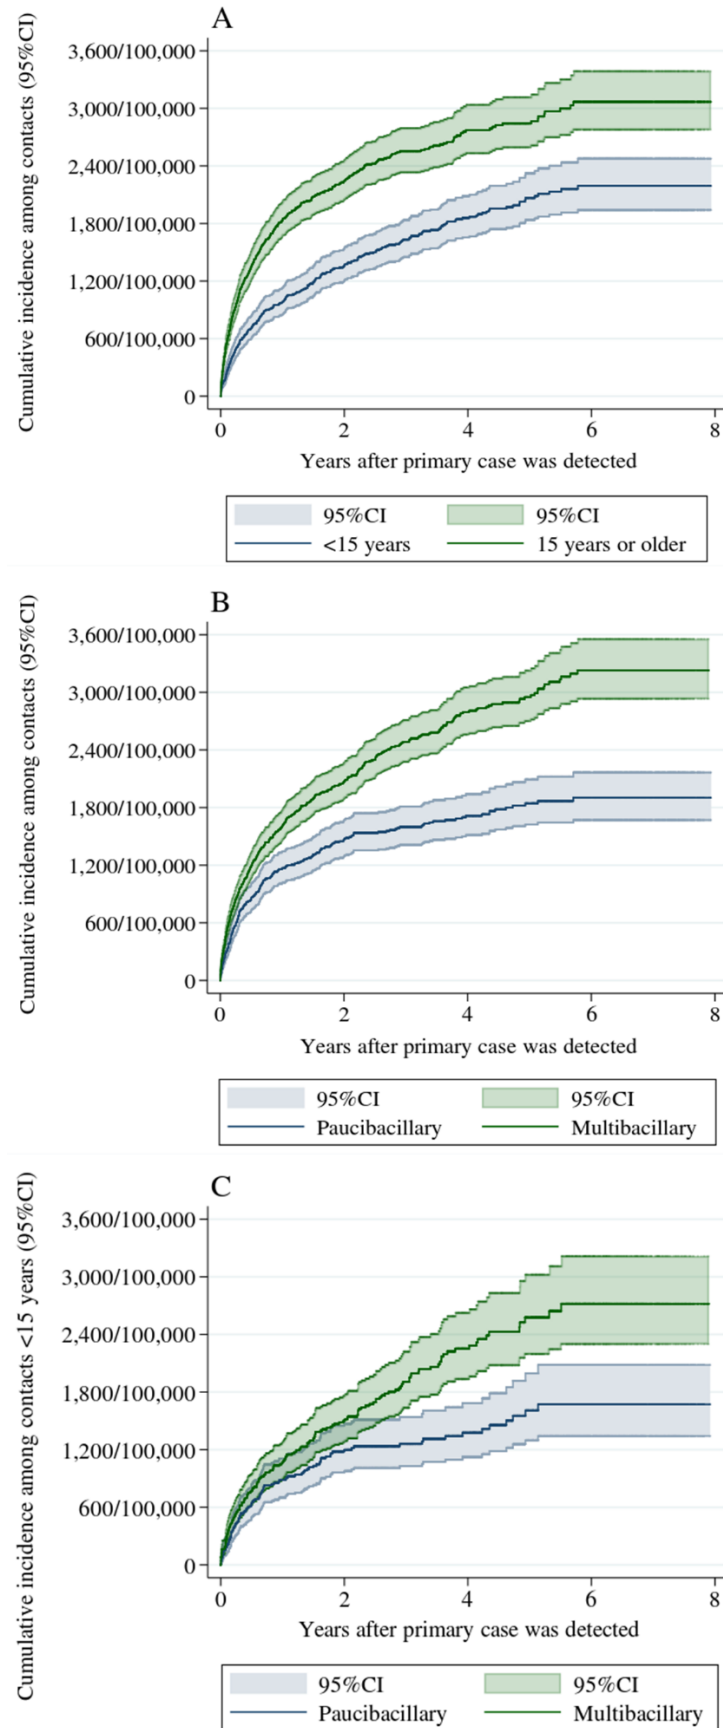 A
Cumulative incidence among contacts (95%CI)
3,600/100,000
3,000/100,000
2,400/100,000
1,800/100,000
1,200/100,000
600/100,000
0
0 2 4 6 8
Years after primary case was detected
95%CI 95%CI
<15 years 15 years or older
B
Cumulative incidence among contacts (95%CI)
3,600/100,000
3,000/100,000
2,400/100,000
1,800/100,000
1,200/100,000
600/100,000
0
0 2 4 6 8
Years after primary case was detected
95%CI 95%CI
Paucibacillary Multibacillary
C
Cumulative incidence among contacts <15 years (95%CI)
3,600/100,000
3,000/100,000
2,400/100,000
1,800/100,000
1,200/100,000
600/100,000
0
0 2 4 6 8
Years after primary case was detected
95%CI 95%CI
Paucibacillary Multibacillary